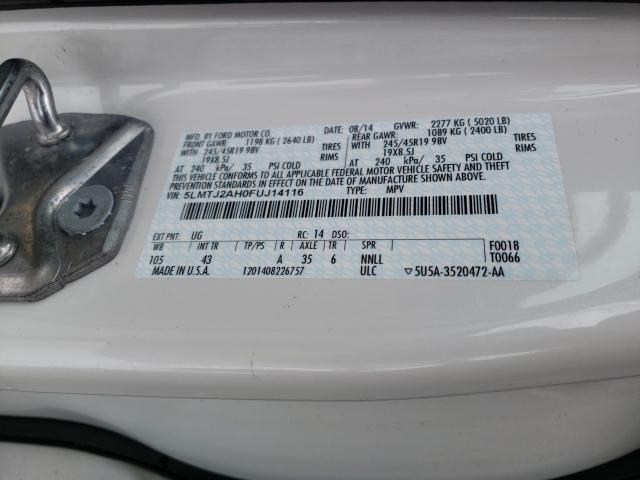 MFD. BY FORD MOTOR CO.
DATE: 08/14 GVWR: 2277 KG ( 5020 LB)
FRONT GAWR: 1198 KG ( 2640 LB) REAR GAWR: 1089 KG ( 2400 LB)
WITH 245/45R19 98V TIRES WITH 245/45R19 98V TIRES
19X8.5J RIMS 19X8.5J RIMS
AT 240 kPa/ 35 PSI COLD AT 240 kPa/ 35 PSI COLD
THIS VEHICLE CONFORMS TO ALL APPLICABLE FEDERAL MOTOR VEHICLE SAFETY AND
THEFT PREVENTION STANDARDS IN EFFECT ON THE DATE OF MANUFACTURE SHOWN ABOVE.
VIN: 5LMTJ2AH0FUJ14116 TYPE: MPV
EXT PNT: UG RC: 14 DSO: F0018
WB INT TR TP/PS R AXLE TR SPR T0066
105 43 A 35 6 NNLL
MADE IN U.S.A. 1201408226757 ULC 5U5A-3520472-AA